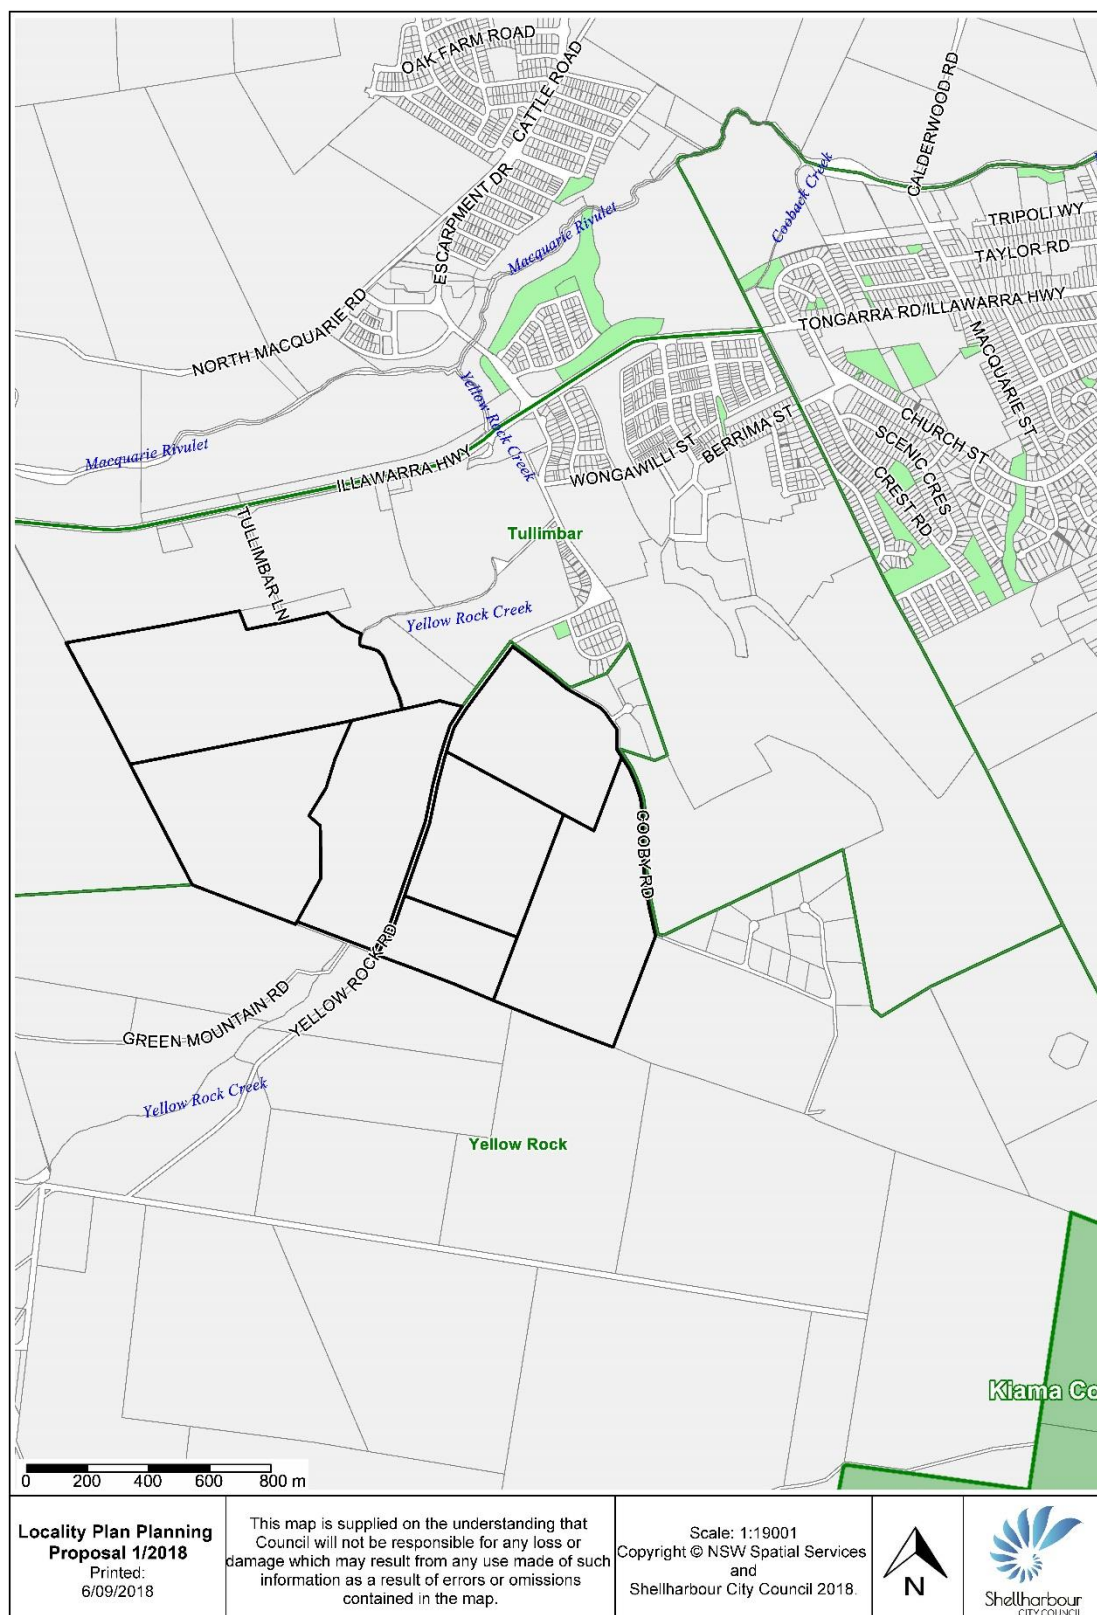 OAK FARM ROAD
CATTLE ROAD
CALDERWOOD RD
ESCARPMENT DR
Macquarie Rivulet
Cooback Creek
TRIPOLI WY
TAYLOR RD
TONGARRA RD/ILLAWARRA HWY
NORTH MACQUARIE RD
MACQUARIE ST
Yellow Rock Creek
CHURCH ST
SCENIC CRES
CREST RD
BERRIMA ST
WONGAWILLI ST
Macquarie Rivulet
ILLAWARRA HWY
TULLIMBAR LN
Tullimbar
Yellow Rock Creek
COOBY RD
YELLOW ROCK RD
GREEN MOUNTAIN RD
Yellow Rock Creek
Yellow Rock
Kiama Co
0 200 400 600 800 m
Locality Plan Planning
Proposal 1/2018
Printed:
6/09/2018
This map is supplied on the understanding that
Council will not be responsible for any loss or
damage which may result from any use made of such
information as a result of errors or omissions
contained in the map.
Scale: 1:19001
Copyright © NSW Spatial Services
and
Shellharbour City Council 2018.
N
Shellharbour
CITY COUNCIL